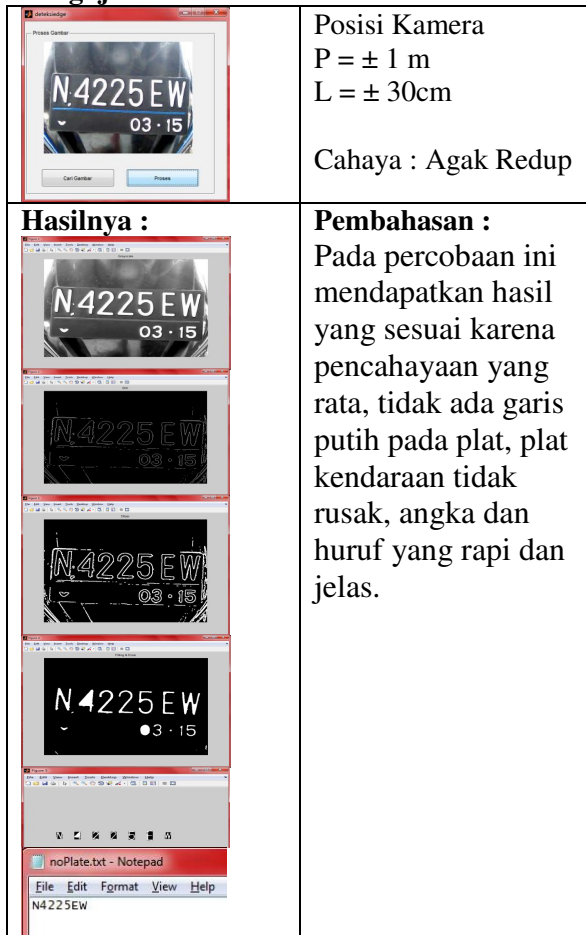 deteksiedge
Proses Gambar
N.4225 EW
03 · 15
Cari Gambar
Proses
Posisi Kamera
P = ± 1 m
L = ± 30cm
Cahaya : Agak Redup
Hasilnya :
N.4225 EW
03 · 15
N.4225 EW
03 · 15
N.4225 EW
03 · 15
N.4225EW
3 · 15
noPlate.txt - Notepad
File Edit Format View Help
N4225EW
Pembahasan :
Pada percobaan ini
mendapatkan hasil
yang sesuai karena
pencahayaan yang
rata, tidak ada garis
putih pada plat, plat
kendaraan tidak
rusak, angka dan
huruf yang rapi dan
jelas.